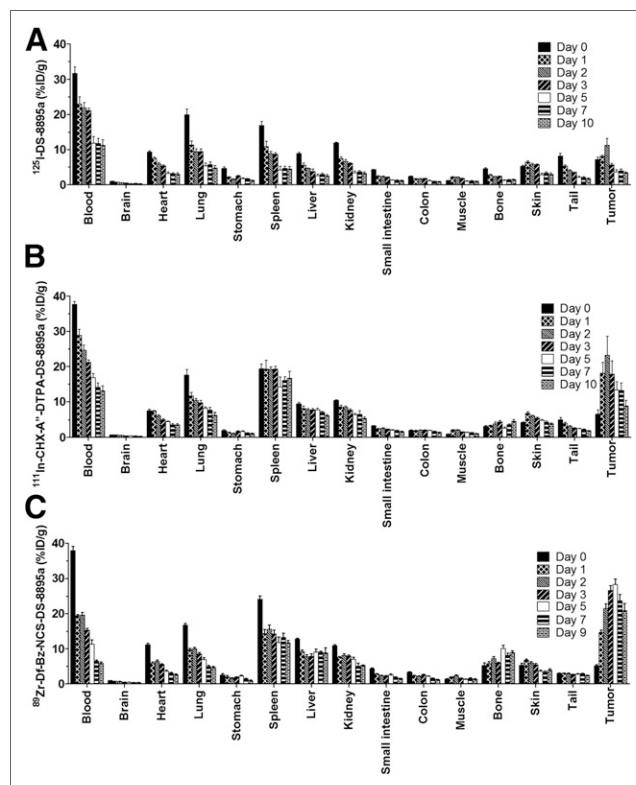 A
125I-DS-8895a (%ID/g)
40
30
20
10
0
Day 0
Day 1
Day 2
Day 3
Day 5
Day 7
Day 10
Blood
Brain
Heart
Lung
Stomach
Spleen
Liver
Kidney
Small intestine
Colon
Muscle
Bone
Skin
Tail
Tumor
B
111In-CHX-A"-DTPA-DS-8895a (%ID/g)
40
30
20
10
0
Day 0
Day 1
Day 2
Day 3
Day 5
Day 7
Day 10
Blood
Brain
Heart
Lung
Stomach
Spleen
Liver
Kidney
Small intestine
Colon
Muscle
Bone
Skin
Tail
Tumor
C
89Zr-Df-Bz-NCS-DS-8895a (%ID/g)
40
30
20
10
0
Day 0
Day 1
Day 2
Day 3
Day 5
Day 7
Day 9
Blood
Brain
Heart
Lung
Stomach
Spleen
Liver
Kidney
Small intestine
Colon
Muscle
Bone
Skin
Tail
Tumor